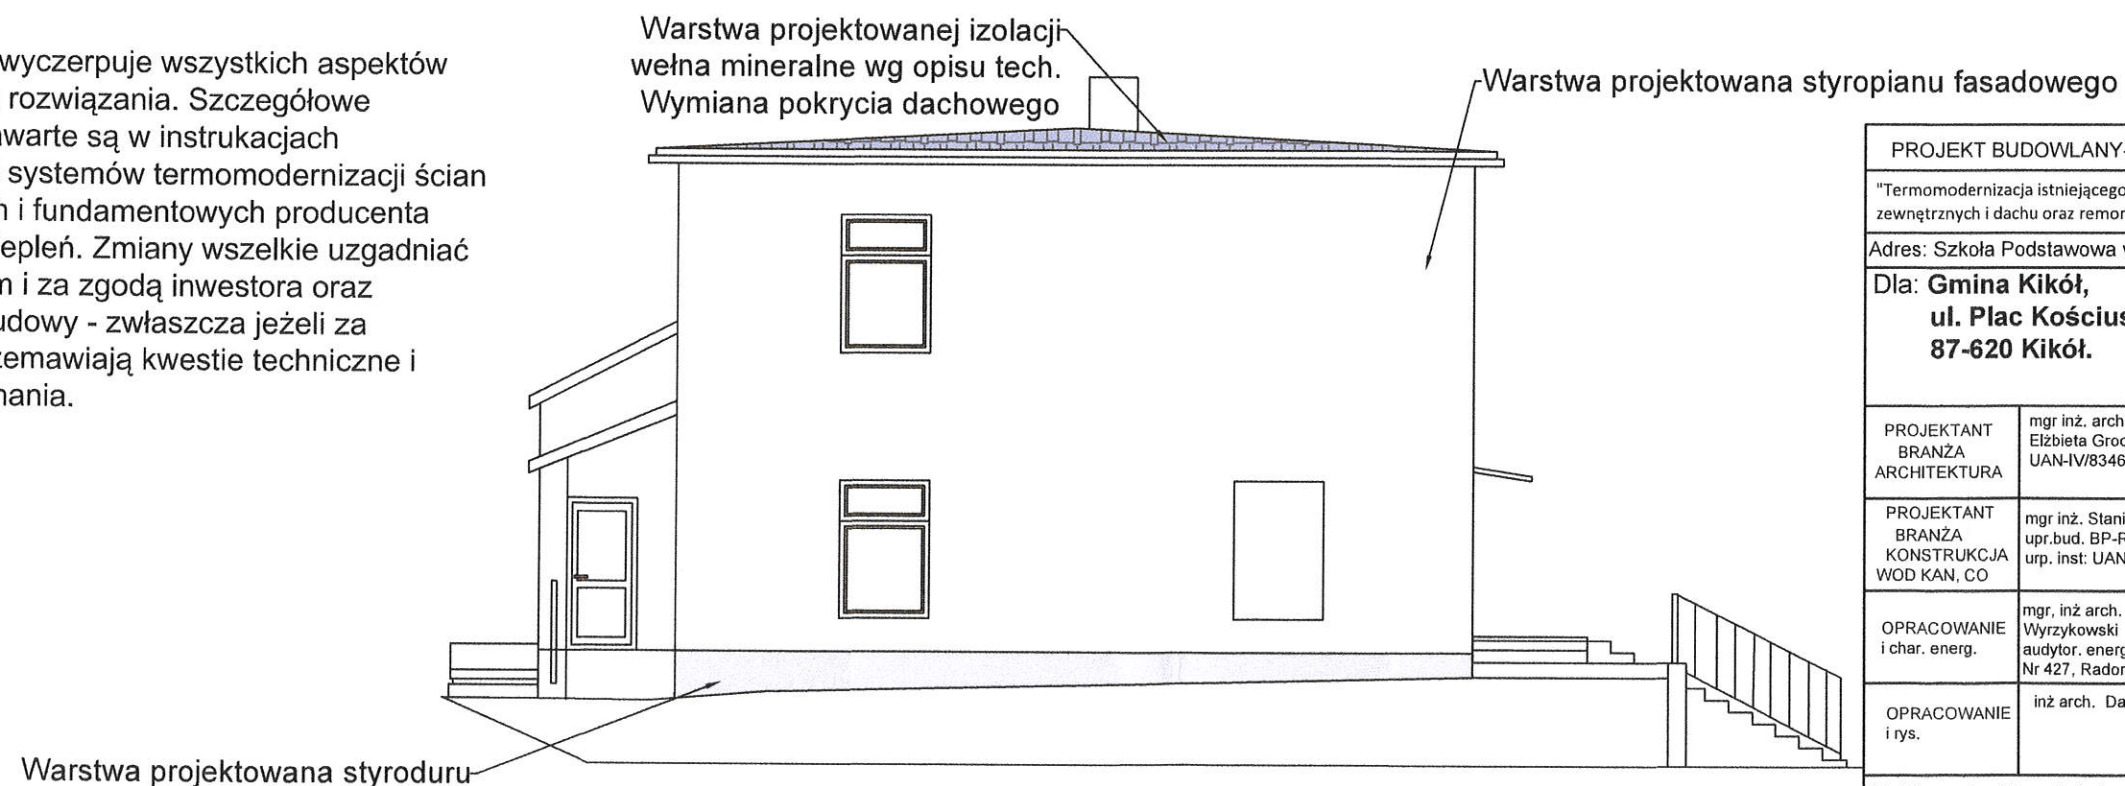 wyczerpuje wszystkich aspektów
rozwiązania. Szczegółowe
warte są w instrukacjach
systemów termomodernizacji ścian
i fundamentowych producenta
epleń. Zmiany wszelkie uzgadniać
i za zgodą inwestora oraz
udowy - zwłaszcza jeżeli za
zemawiają kwestie techniczne i
nania.
Warstwa projektowanej izolacji
wełna mineralne wg opisu tech.
Wymiana pokrycia dachowego
Warstwa projektowana styropianu fasadowego
Warstwa projektowana styroduru
PROJEKT BUDOWLANY-
"Termomodernizacja istniejącego
zewnętrznych i dachu oraz remon
Adres: Szkoła Podstawowa w
Dla: Gmina Kikół,
ul. Plac Kościus
87-620 Kikół.
PROJEKTANT
BRANŻA
ARCHITEKTURA
mgr inż. arch
Elżbieta Groc
UAN-IV/8346
PROJEKTANT
BRANŻA
KONSTRUKCJA
WOD KAN, CO
mgr inż. Stani
upr.bud. BP-R
urp. inst: UAN
OPRACOWANIE
i char. energ.
mgr, inż arch.
Wyrzykowski
audytor. energ
Nr 427, Rador
OPRACOWANIE
i rys.
inż arch. Da